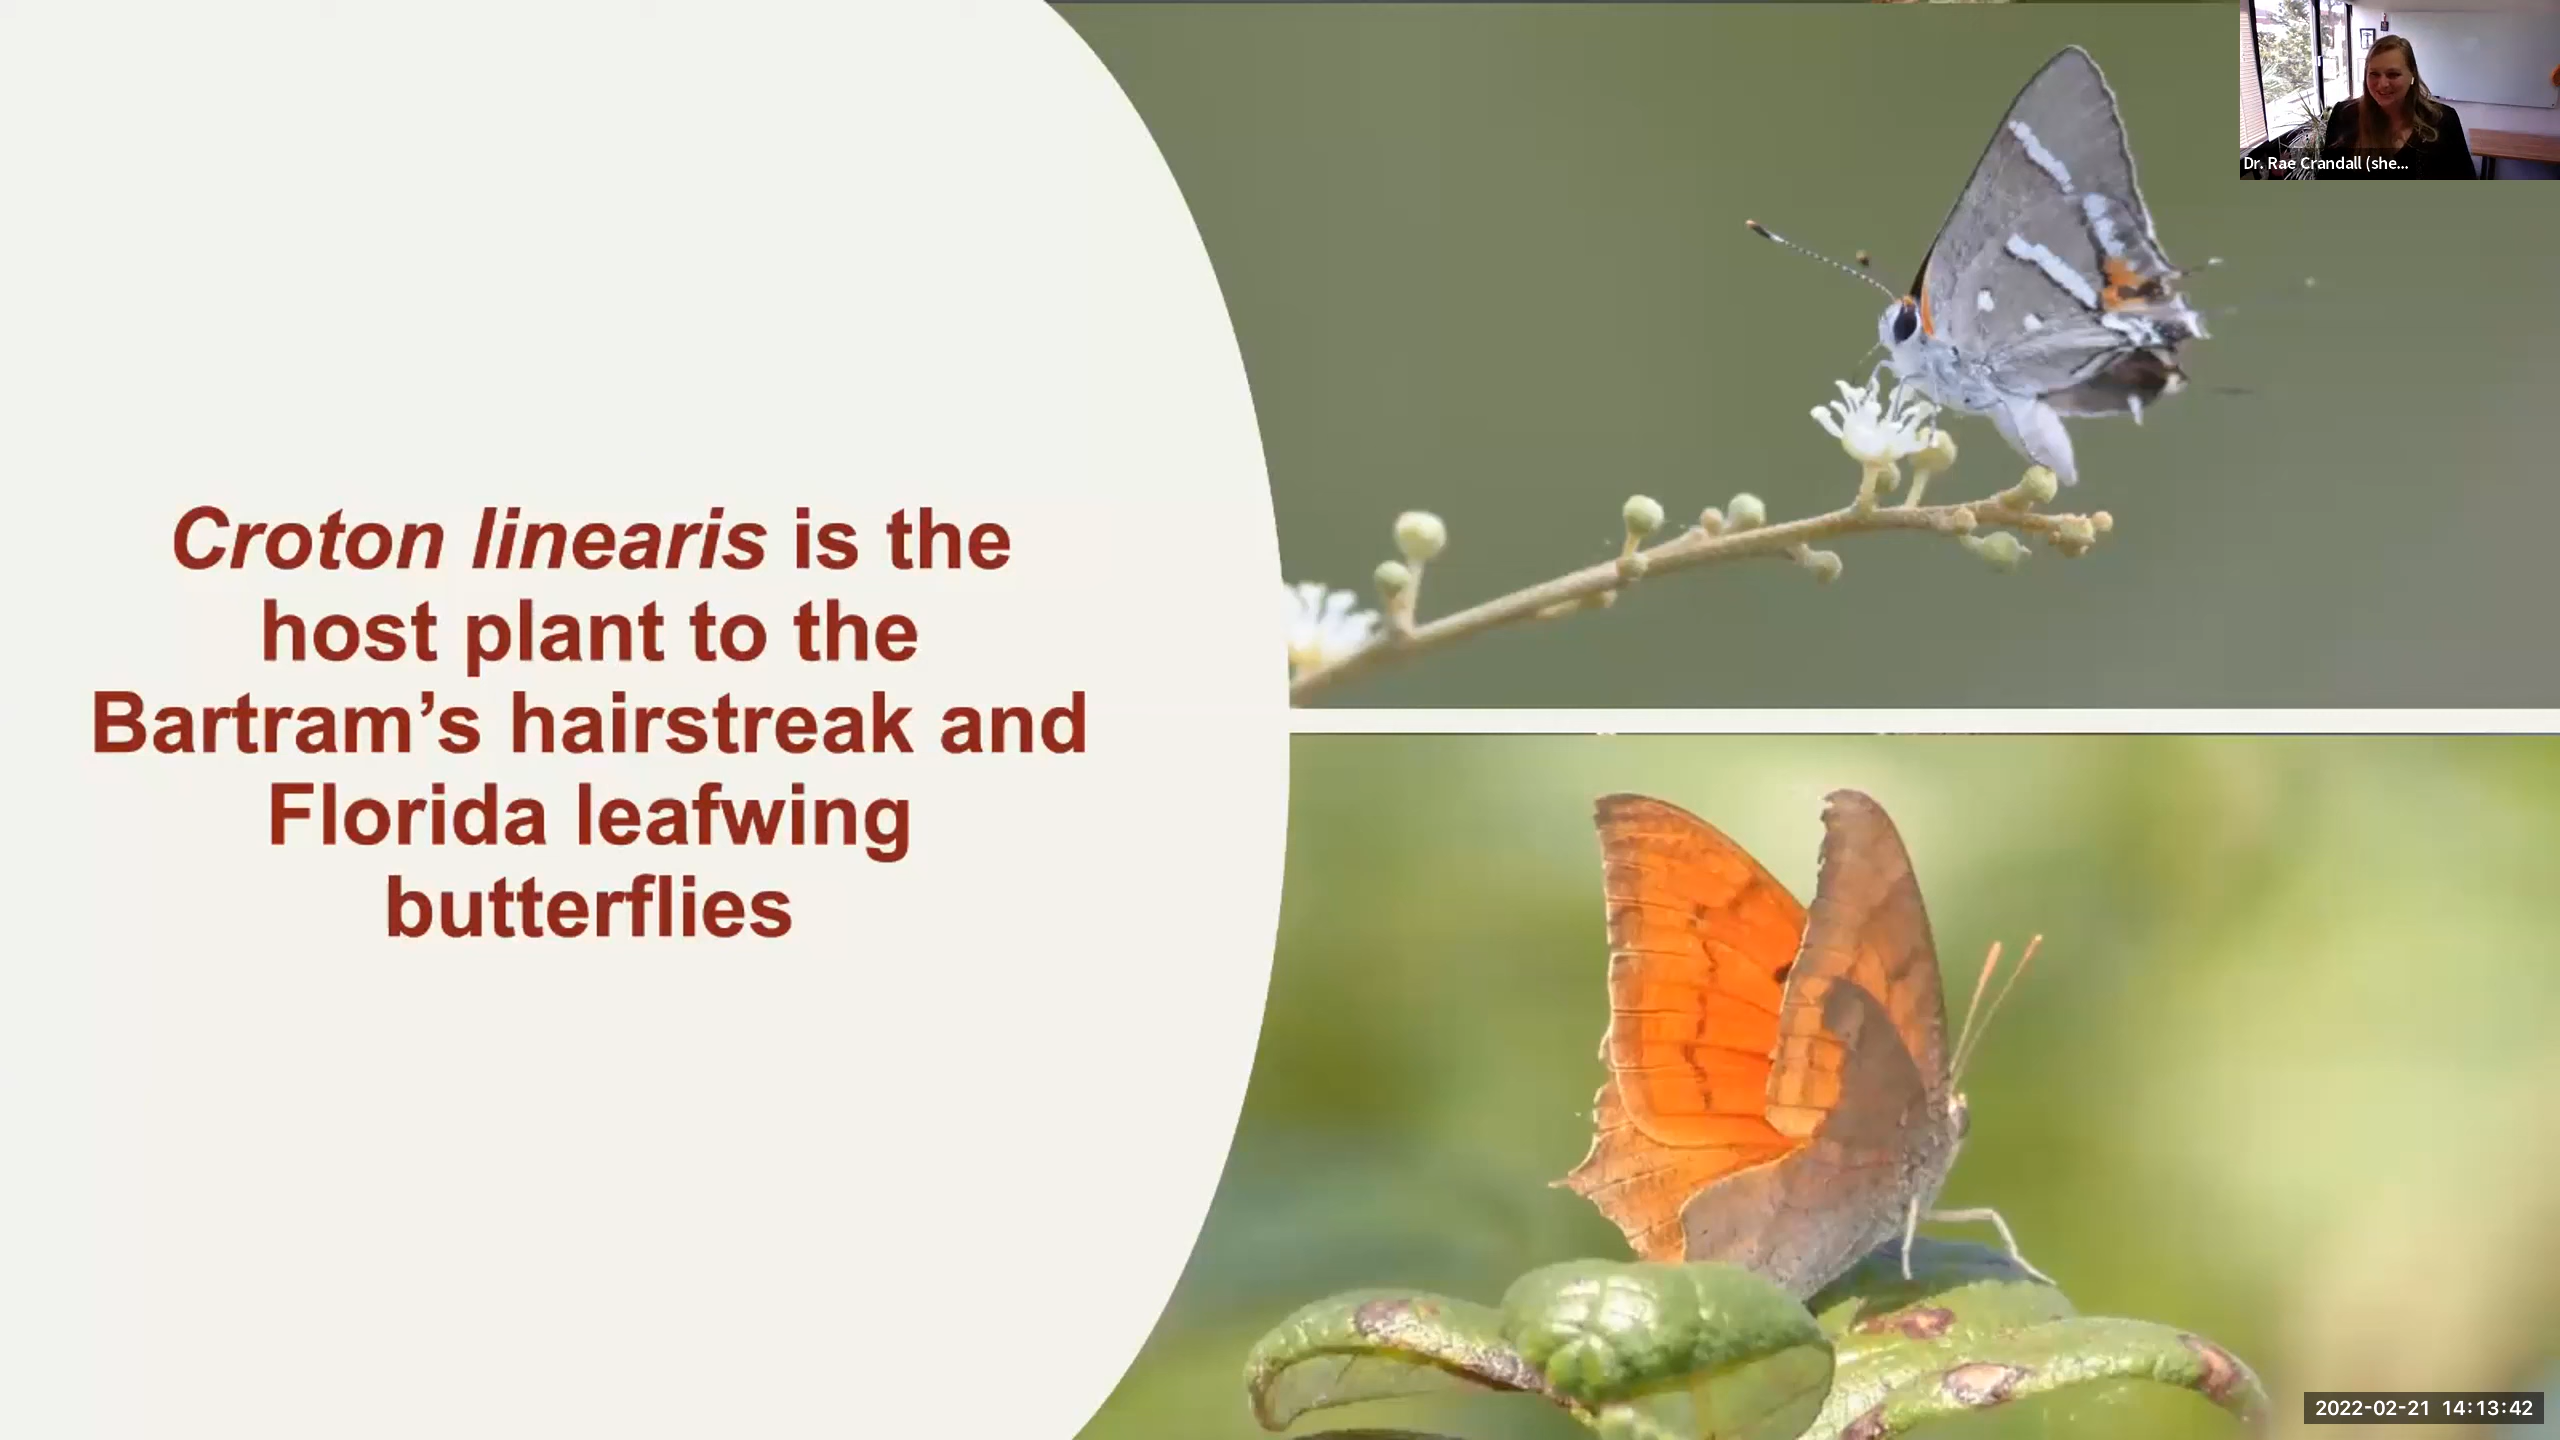 Dr. Rae Crandall (she...
Croton linearis is the
host plant to the
Bartram’s hairstreak and
Florida leafwing
butterflies
2022-02-21 14:13:42